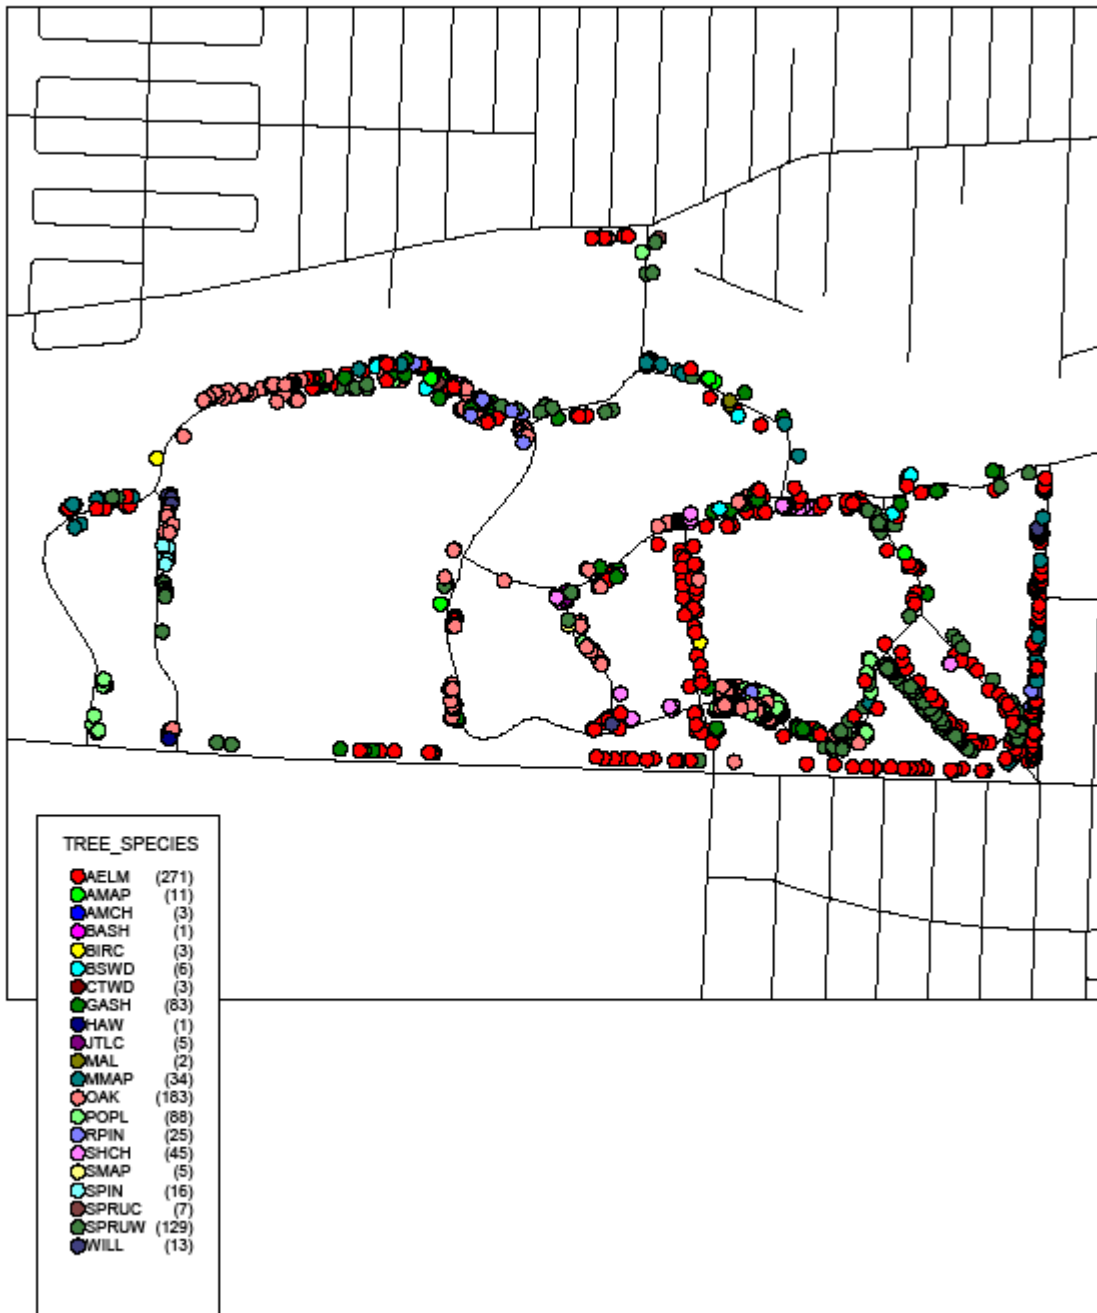 TREE_SPECIES
AELM (271)
AMAP (11)
AMCH (3)
BASH (1)
BIRC (3)
BSWD (6)
CTWD (3)
GASH (83)
HAW (1)
JTLC (5)
MAL (2)
MMAP (34)
OAK (183)
POPL (88)
RPIN (25)
SHCH (45)
SMAP (5)
SPIN (16)
SPRUC (7)
SPRUW (129)
WILL (13)